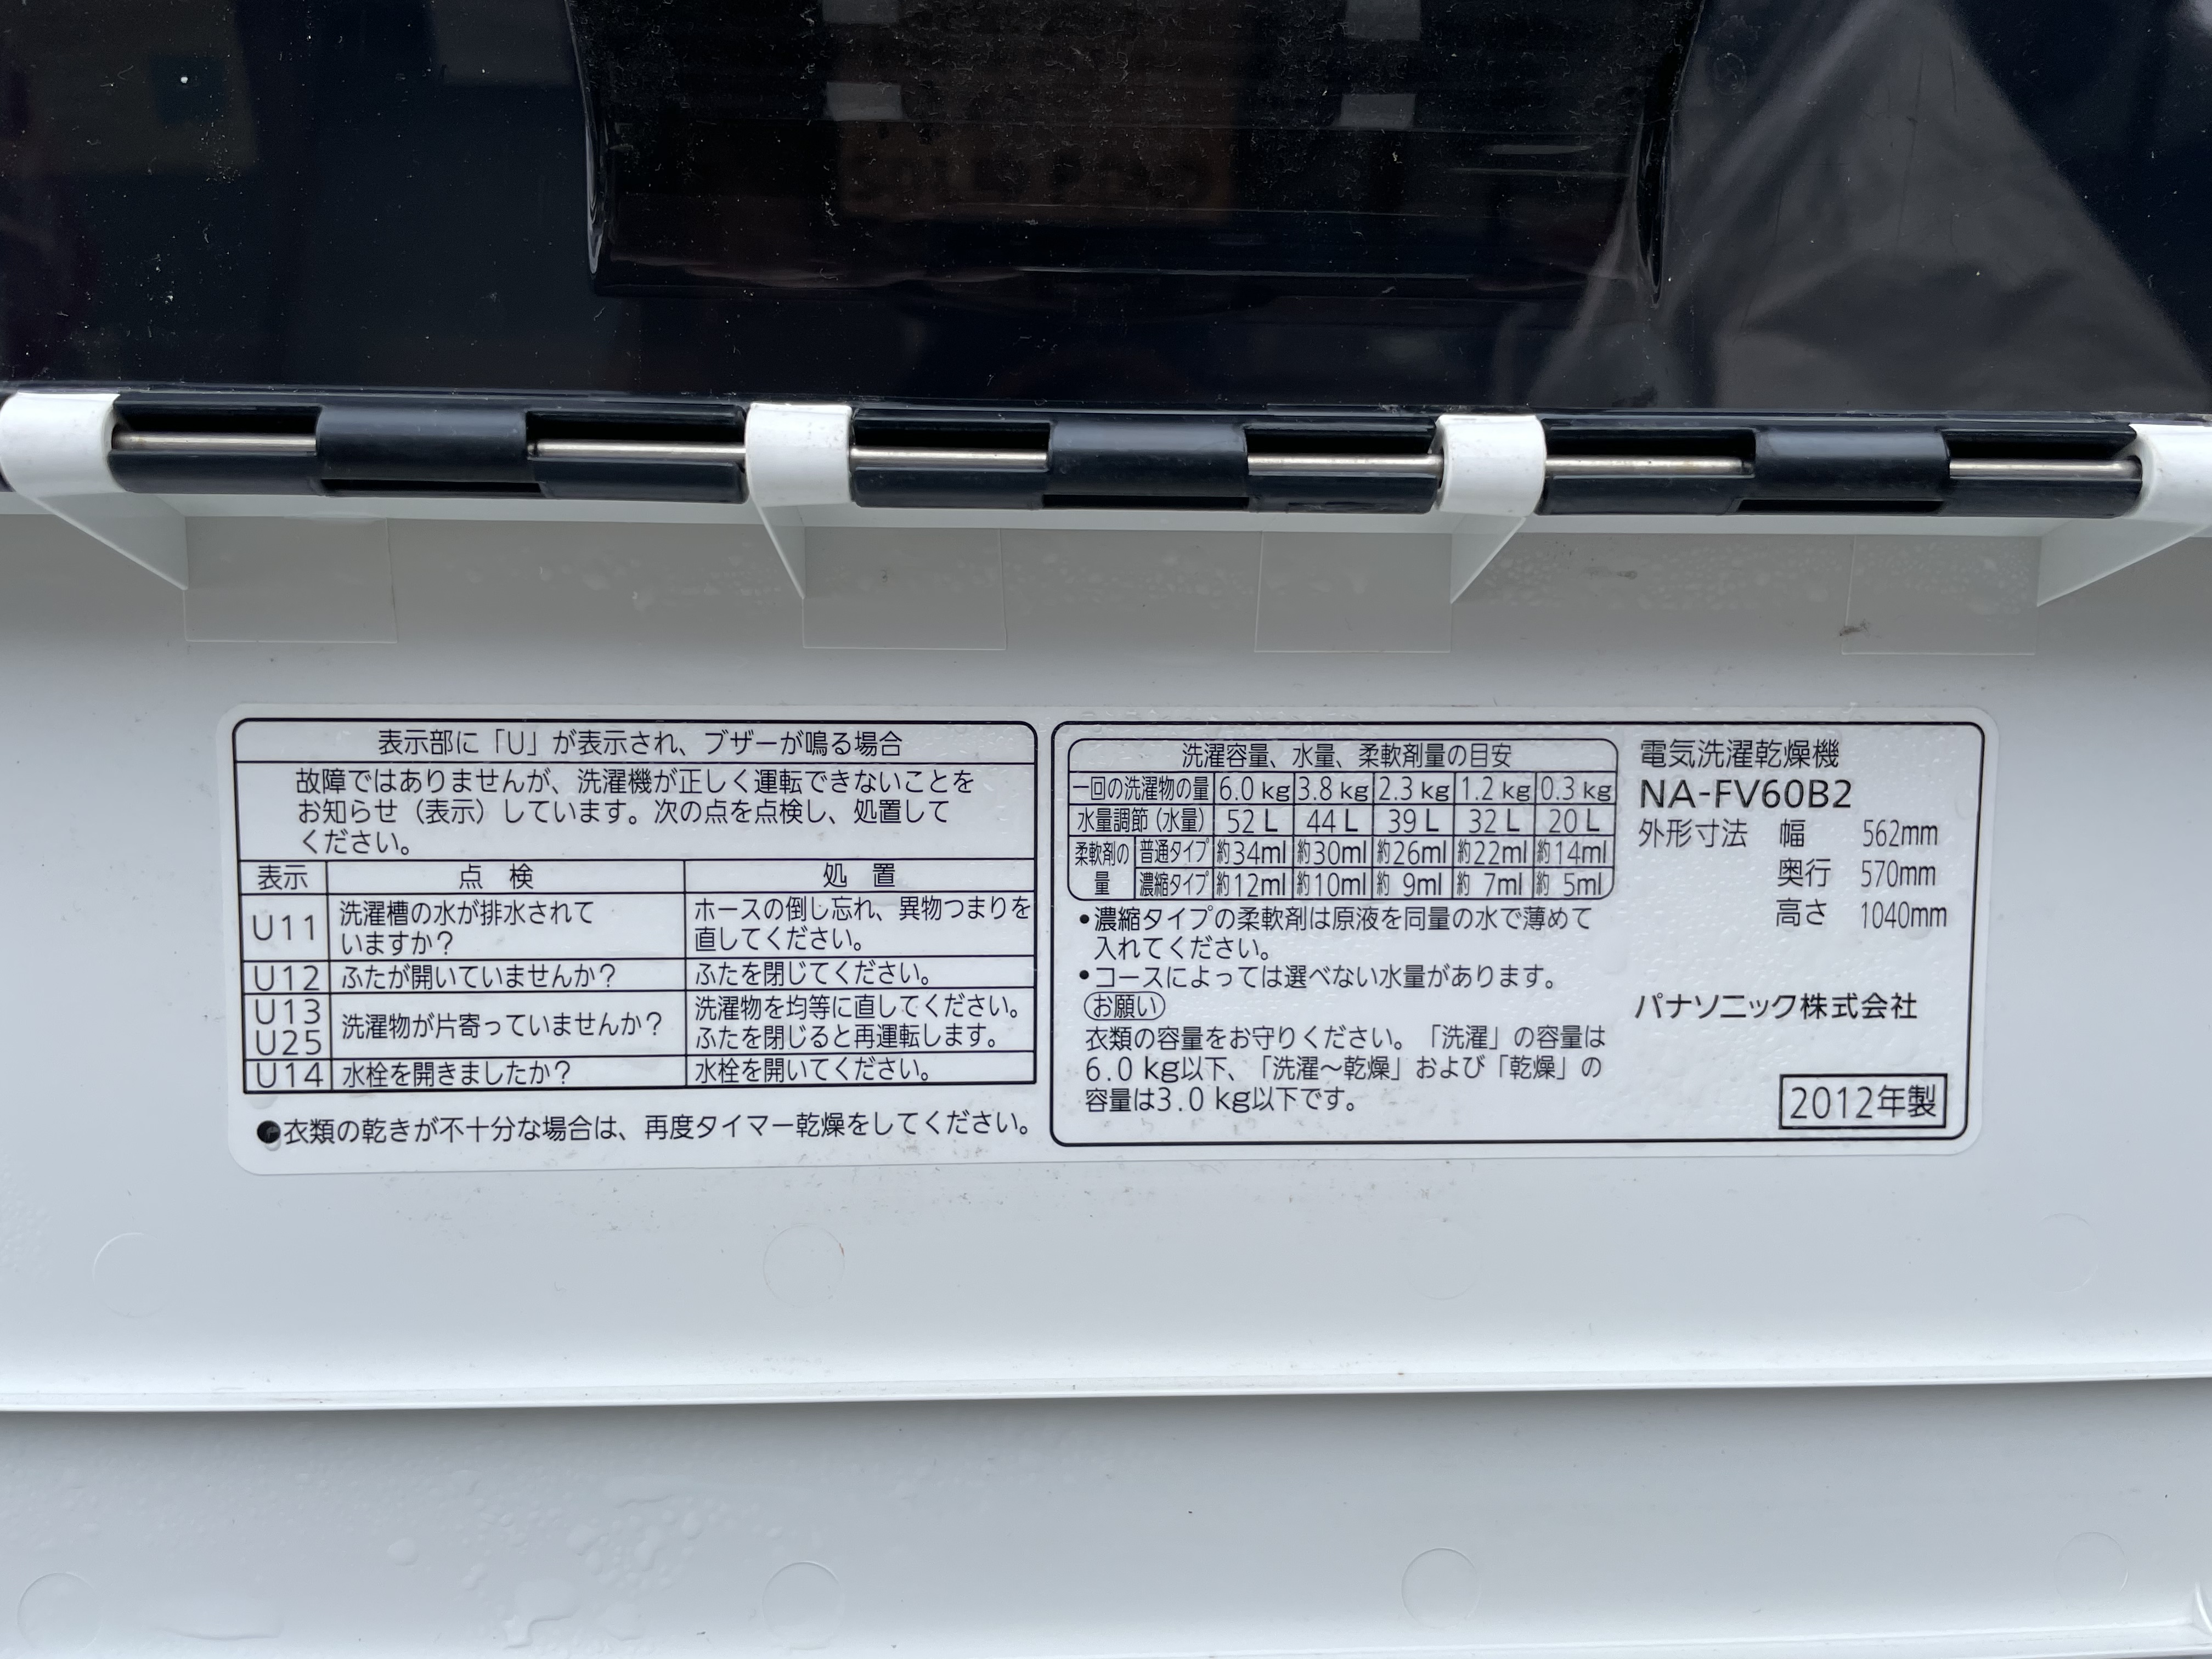 表示部に「U」が表示され、ブザーが鳴る場合
故障ではありませんが、洗濯機が正しく運転できないことを
お知らせ（表示）しています。次の点を点検し、処置して
ください。
表示 点検 処置
U11 洗濯槽の水が排水されて
いますか？
ホースの倒し忘れ、異物つまりを
直してください。
U12 ふたが開いていませんか？ ふたを閉じてください。
U13
U25
洗濯物が片寄っていませんか？
洗濯物を均等に直してください。
ふたを閉じると再運転します。
U14 水栓を開きましたか？ 水栓を開いてください。
●衣類の乾きが不十分な場合は、再度タイマー乾燥をしてください。
洗濯容量、水量、柔軟剤量の目安
一回の洗濯物の量 6.0 kg 3.8 kg 2.3 kg 1.2 kg 0.3 kg
水量調節（水量） 52 L 44 L 39 L 32 L 20 L
柔軟剤の量 普通タイプ 約34ml 約30ml 約26ml 約22ml 約14ml
濃縮タイプ 約12ml 約10ml 約 9ml 約 7ml 約 5ml
•濃縮タイプの柔軟剤は原液を同量の水で薄めて
入れてください。
•コースによっては選べない水量があります。
お願い
衣類の容量をお守りください。「洗濯」の容量は
6.0 kg以下、「洗濯～乾燥」および「乾燥」の
容量は3.0 kg以下です。
電気洗濯乾燥機
NA-FV60B2
外形寸法 幅 562mm
奥行 570mm
高さ 1040mm
パナソニック株式会社
2012年製